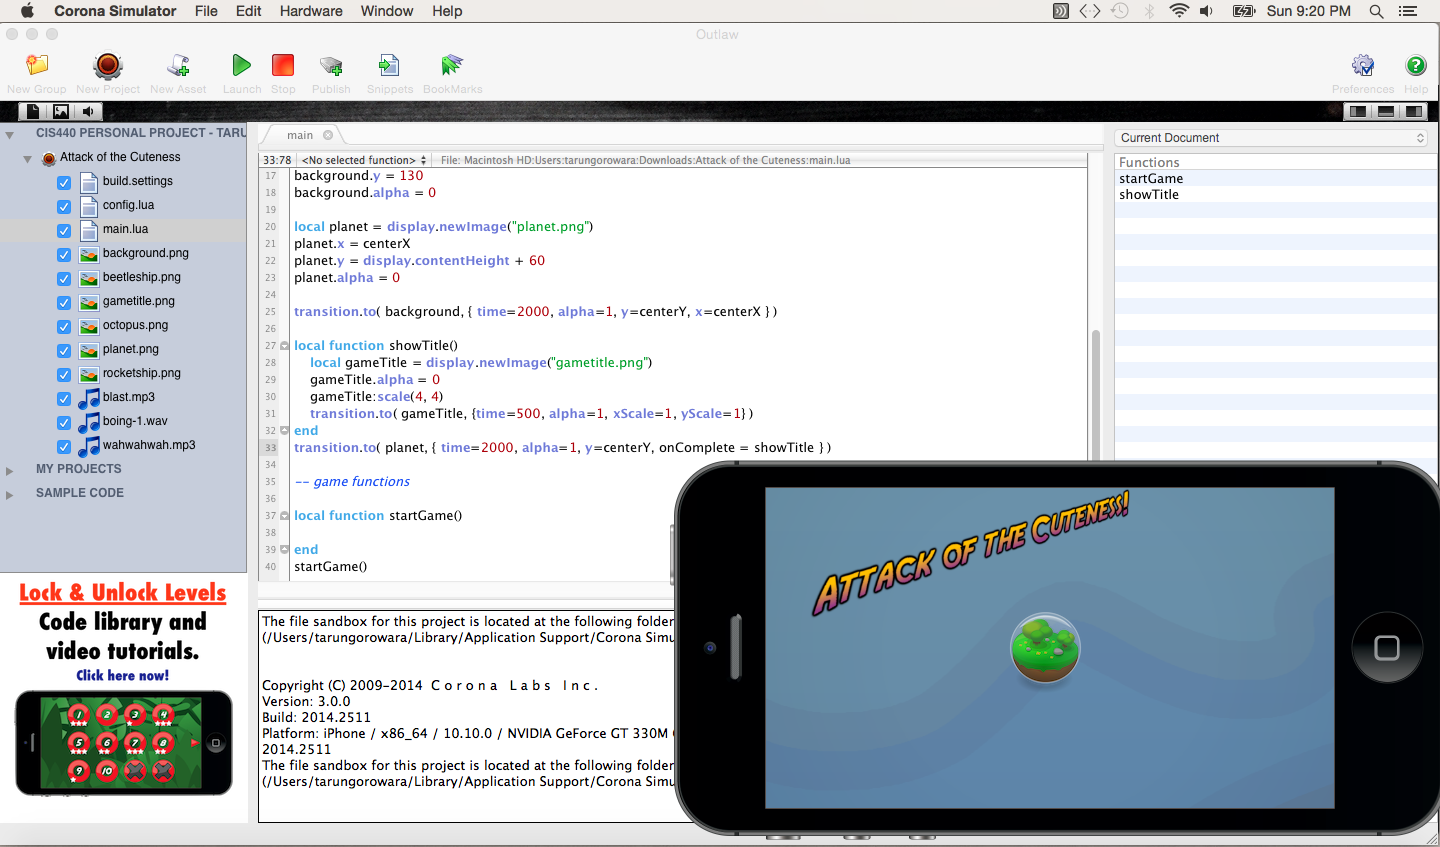 Corona Simulator File Edit Hardware Window Help Sun 9:20 PM
Outlaw
New Group New Project New Asset Launch Stop Publish Snippets BookMarks Preferences Help
CIS440 PERSONAL PROJECT - TARU
Attack of the Cuteness
build.settings
config.lua
main.lua
background.png
beetleship.png
gametitle.png
octopus.png
planet.png
rocketship.png
blast.mp3
boing-1.wav
wahwahwah.mp3
MY PROJECTS
SAMPLE CODE
Lock & Unlock Levels
Code library and
video tutorials.
Click here now!
1 2 3 4
5 6 7 8
9 10
main
33:78 <No selected function> File: Macintosh HD:Users:tarungorowara:Downloads:Attack of the Cuteness:main.lua
17 background.y = 130
18 background.alpha = 0
19
20 local planet = display.newImage("planet.png")
21 planet.x = centerX
22 planet.y = display.contentHeight + 60
23 planet.alpha = 0
24
25 transition.to( background, { time=2000, alpha=1, y=centerY, x=centerX } )
26
27 local function showTitle()
28 local gameTitle = display.newImage("gametitle.png")
29 gameTitle.alpha = 0
30 gameTitle:scale(4, 4)
31 transition.to( gameTitle, {time=500, alpha=1, xScale=1, yScale=1} )
32 end
33 transition.to( planet, { time=2000, alpha=1, y=centerY, onComplete = showTitle } )
34
35 -- game functions
36
37 local function startGame()
38
39 end
40 startGame()
The file sandbox for this project is located at the following folder
(/Users/tarungorowara/Library/Application Support/Corona Simu
Copyright (C) 2009-2014 C o r o n a L a b s I n c .
Version: 3.0.0
Build: 2014.2511
Platform: iPhone / x86_64 / 10.10.0 / NVIDIA GeForce GT 330M
2014.2511
The file sandbox for this project is located at the following folder
(/Users/tarungorowara/Library/Application Support/Corona Simu
Current Document
Functions
startGame
showTitle
ATTACK OF THE CUTENESS!